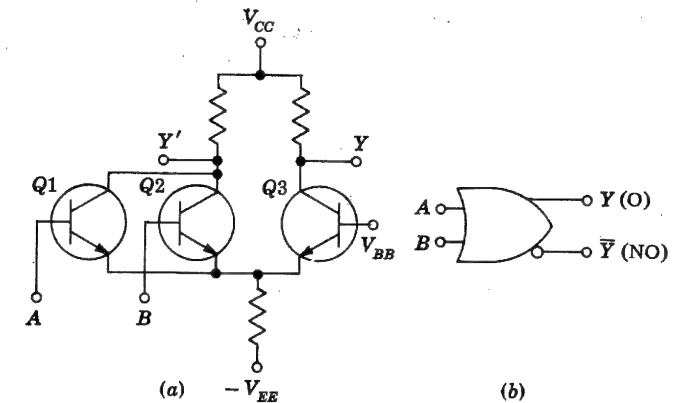 V_CC
Y′ Y
Q1 Q2 Q3
A Y (O)
B Y̅ (NO)
V_BB
A B
(a) −V_EE (b)